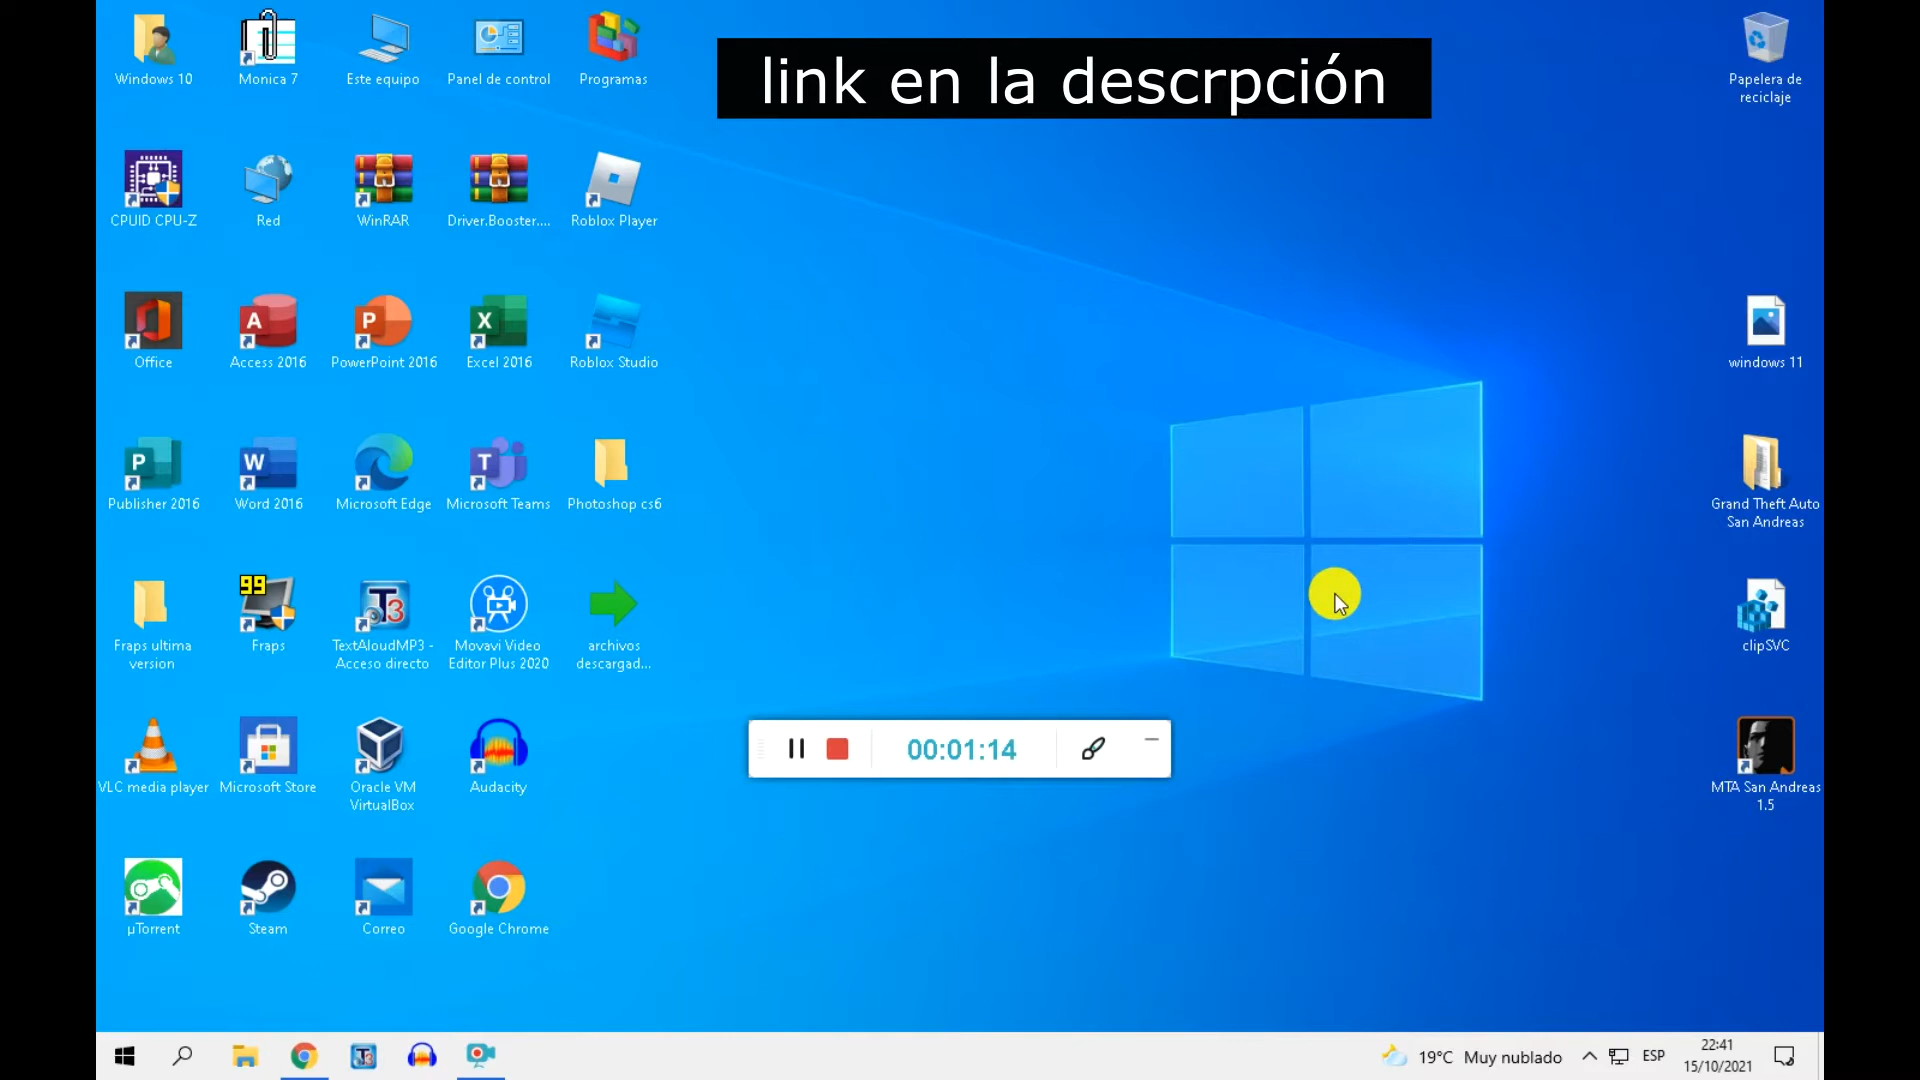 link en la descrpción
Windows 10
Monica 7
Este equipo
Panel de control
Programas
Papelera de
reciclaje
CPUID CPU-Z
Red
WinRAR
Driver.Booster....
Roblox Player
Office
Access 2016
PowerPoint 2016
Excel 2016
Roblox Studio
windows 11
Publisher 2016
Word 2016
Microsoft Edge
Microsoft Teams
Photoshop cs6
Grand Theft Auto
San Andreas
99
Fraps ultima
version
Fraps
TextAloudMP3 -
Acceso directo
Movavi Video
Editor Plus 2020
archivos
descargad...
clipSVC
00:01:14
VLC media player
Microsoft Store
Oracle VM
VirtualBox
Audacity
MTA San Andreas
1.5
µTorrent
Steam
Correo
Google Chrome
19°C Muy nublado
ESP
22:41
15/10/2021